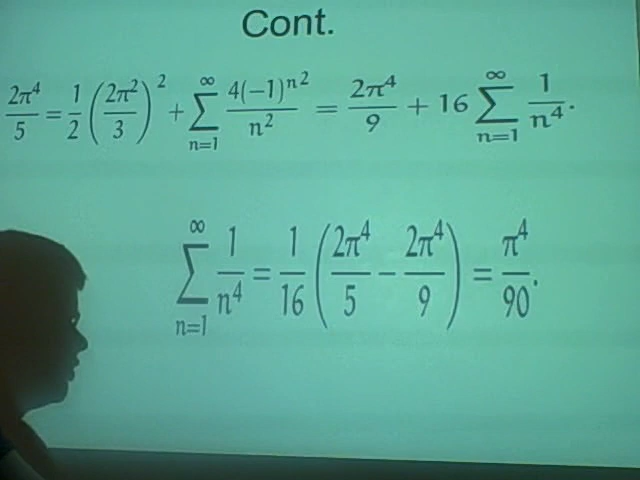 Cont.
2π⁴/5 = 1/2 (2π²/3)² + ∑_{n=1}^{∞} 4(−1)^{n²}/n² = 2π⁴/9 + 16 ∑_{n=1}^{∞} 1/n⁴.
∑_{n=1}^{∞} 1/n⁴ = 1/16 (2π⁴/5 − 2π⁴/9) = π⁴/90.